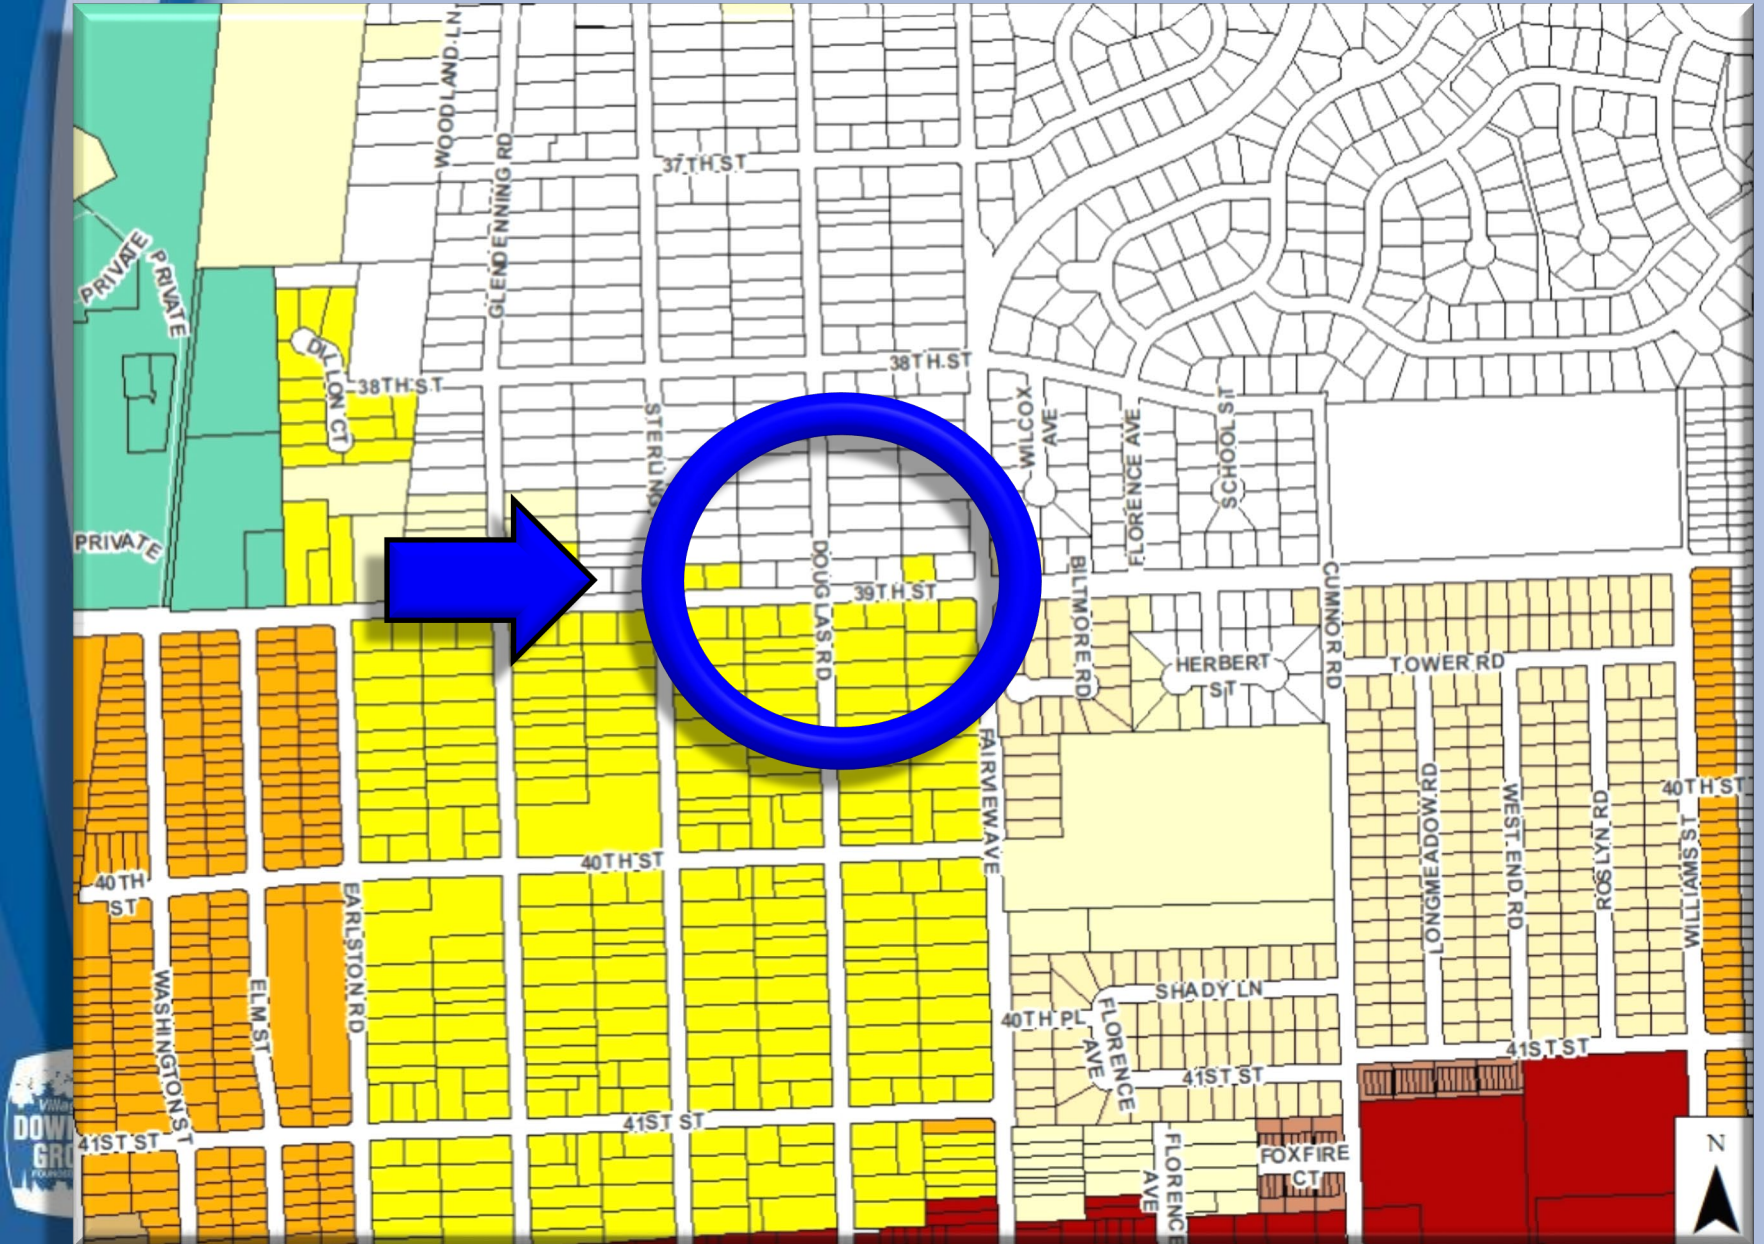 WOODLAND LN
37TH ST
GLENDENNING RD
PRIVATE
PRIVATE
DILLON CT
38TH ST
38TH ST
STERLING
WILCOX
AVE
FLORENCE AVE
SCHOOL ST
PRIVATE
DOUGLAS RD
39TH ST
BILTMORE RD
CUMNOR RD
HERBERT
ST
TOWER RD
FAIRVIEW AVE
LONGMEADOW RD
WEST END RD
ROSLYN RD
WILLIAMS ST
40TH ST
40TH ST
40TH
ST
EARLSTON RD
WASHINGTON ST
ELM ST
SHADY LN
40TH PL
FLORENCE
AVE
41ST ST
41ST ST
41ST ST
41ST ST
FOXFIRE
CT
FLORENCE
AVE
N
DOW
GRO